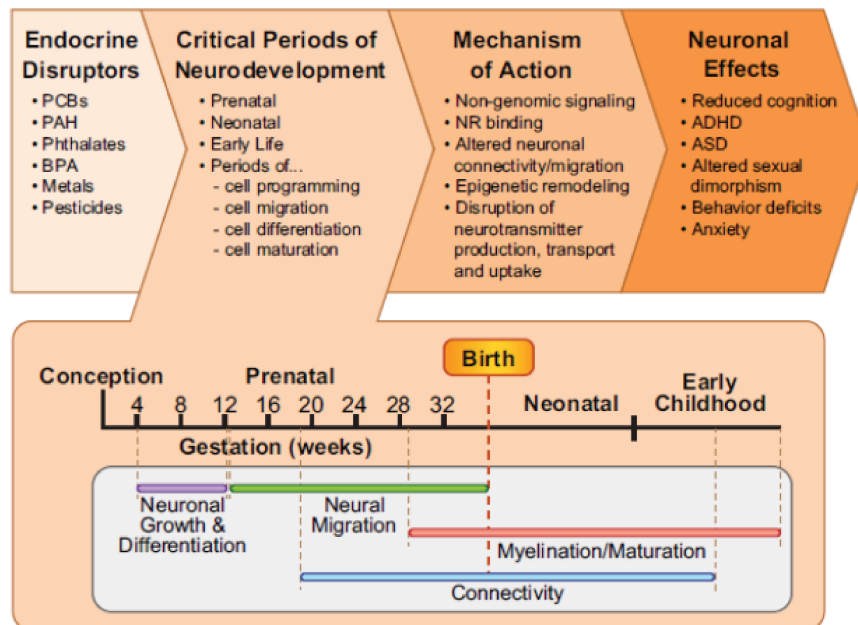 Endocrine
Disruptors
• PCBs
• PAH
• Phthalates
• BPA
• Metals
• Pesticides
Critical Periods of
Neurodevelopment
• Prenatal
• Neonatal
• Early Life
• Periods of...
- cell programming
- cell migration
- cell differentiation
- cell maturation
Mechanism
of Action
• Non-genomic signaling
• NR binding
• Altered neuronal
connectivity/migration
• Epigenetic remodeling
• Disruption of
neurotransmitter
production, transport
and uptake
Neuronal
Effects
• Reduced cognition
• ADHD
• ASD
• Altered sexual
dimorphism
• Behavior deficits
• Anxiety
Birth
Conception
Prenatal
Neonatal
Early
Childhood
4 8 12 16 20 24 28 32
Gestation (weeks)
Neuronal
Growth &
Differentiation
Neural
Migration
Myelination/Maturation
Connectivity